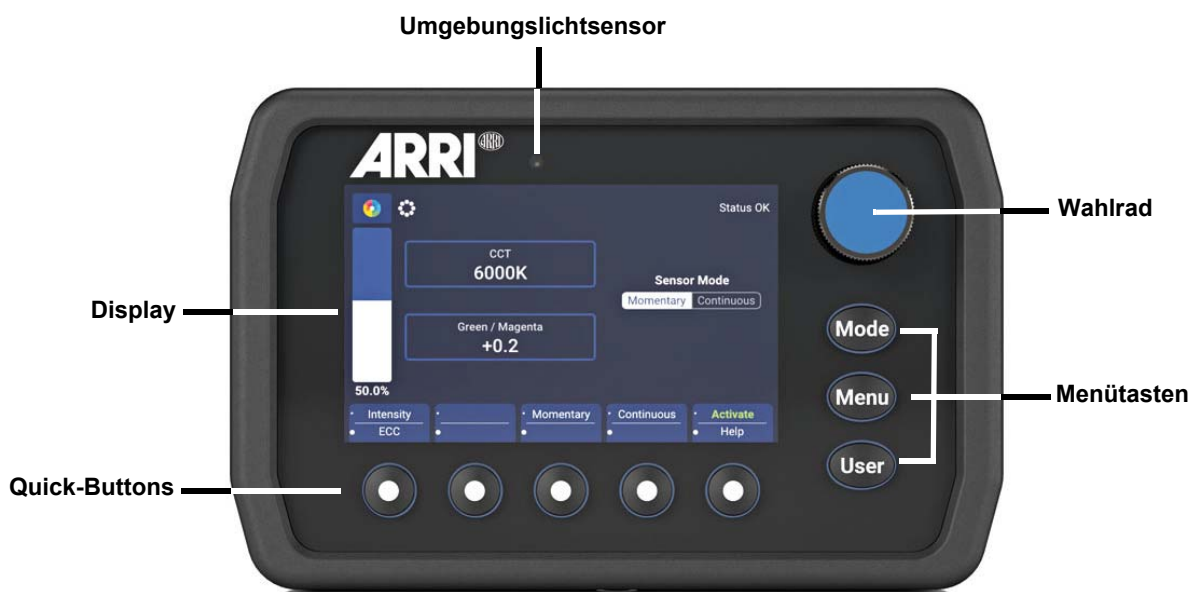 Umgebungslichtsensor
ARRI® ARRI
Status OK
CCT
6000K
Sensor Mode
Momentary Continuous
Wahlrad
Display
Green / Magenta
+0.2
Mode
50.0%
Menu
Menütasten
Intensity Momentary Continuous Activate
ECC Help
User
Quick-Buttons